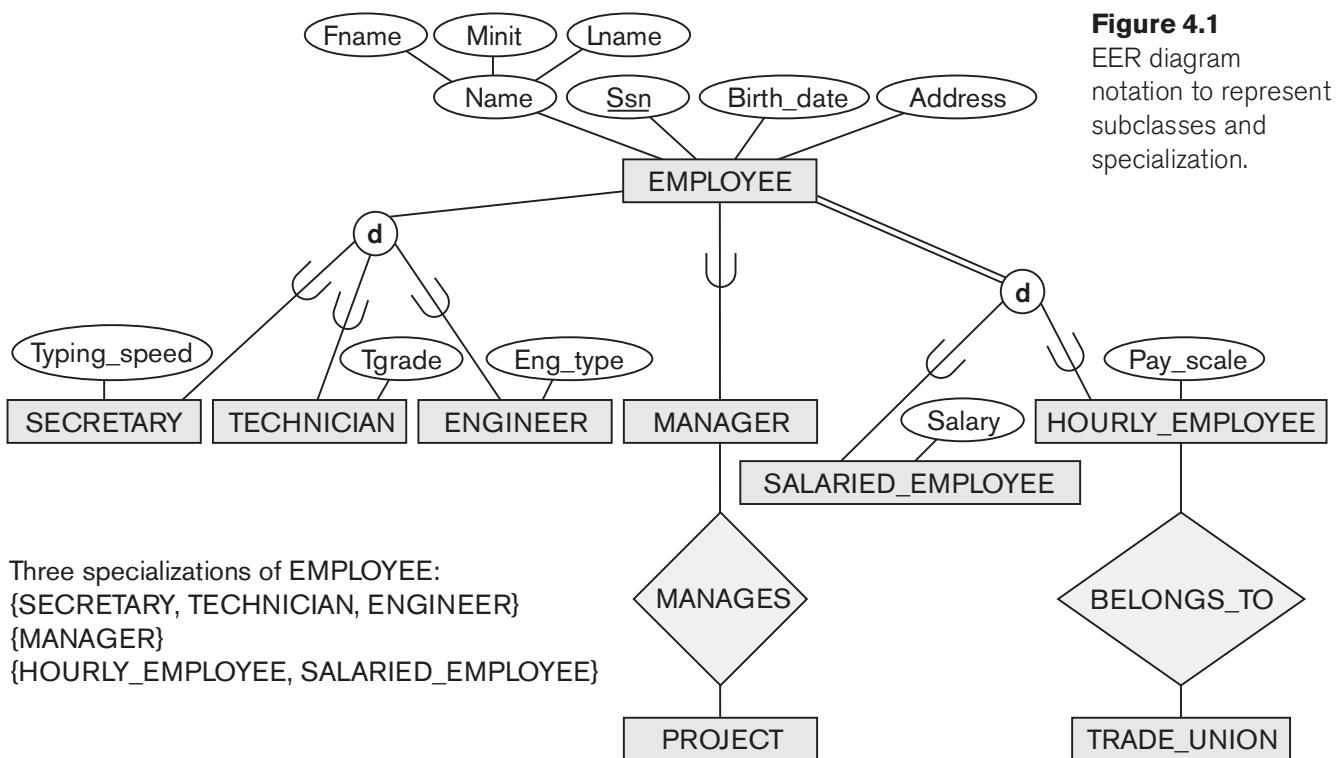 Figure 4.1
EER diagram
notation to represent
subclasses and
specialization.
Fname
Minit
Lname
Name
Ssn
Birth_date
Address
EMPLOYEE
d
d
Typing_speed
Tgrade
Eng_type
Pay_scale
SECRETARY
TECHNICIAN
ENGINEER
MANAGER
Salary
HOURLY_EMPLOYEE
SALARIED_EMPLOYEE
Three specializations of EMPLOYEE:
{SECRETARY, TECHNICIAN, ENGINEER}
{MANAGER}
{HOURLY_EMPLOYEE, SALARIED_EMPLOYEE}
MANAGES
BELONGS_TO
PROJECT
TRADE_UNION